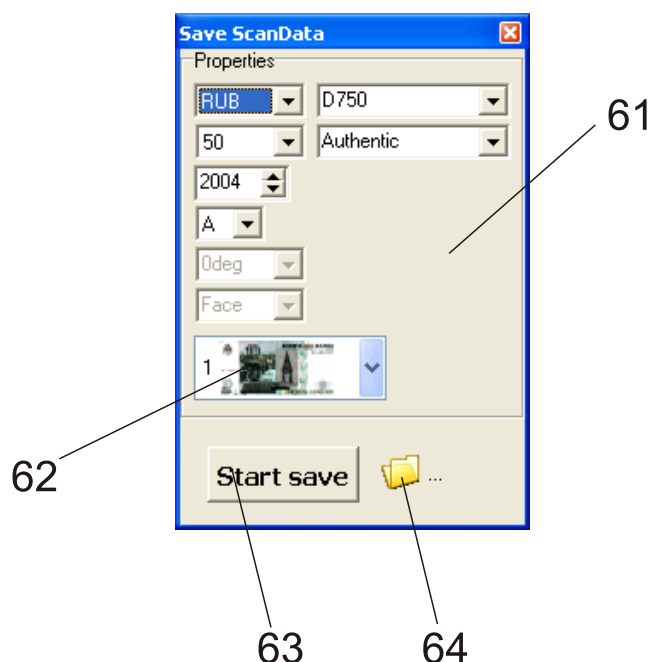 Save ScanData
Properties
RUB D750
61
50 Authentic
2004
A
0deg
Face
1
62
Start save ...
63 64